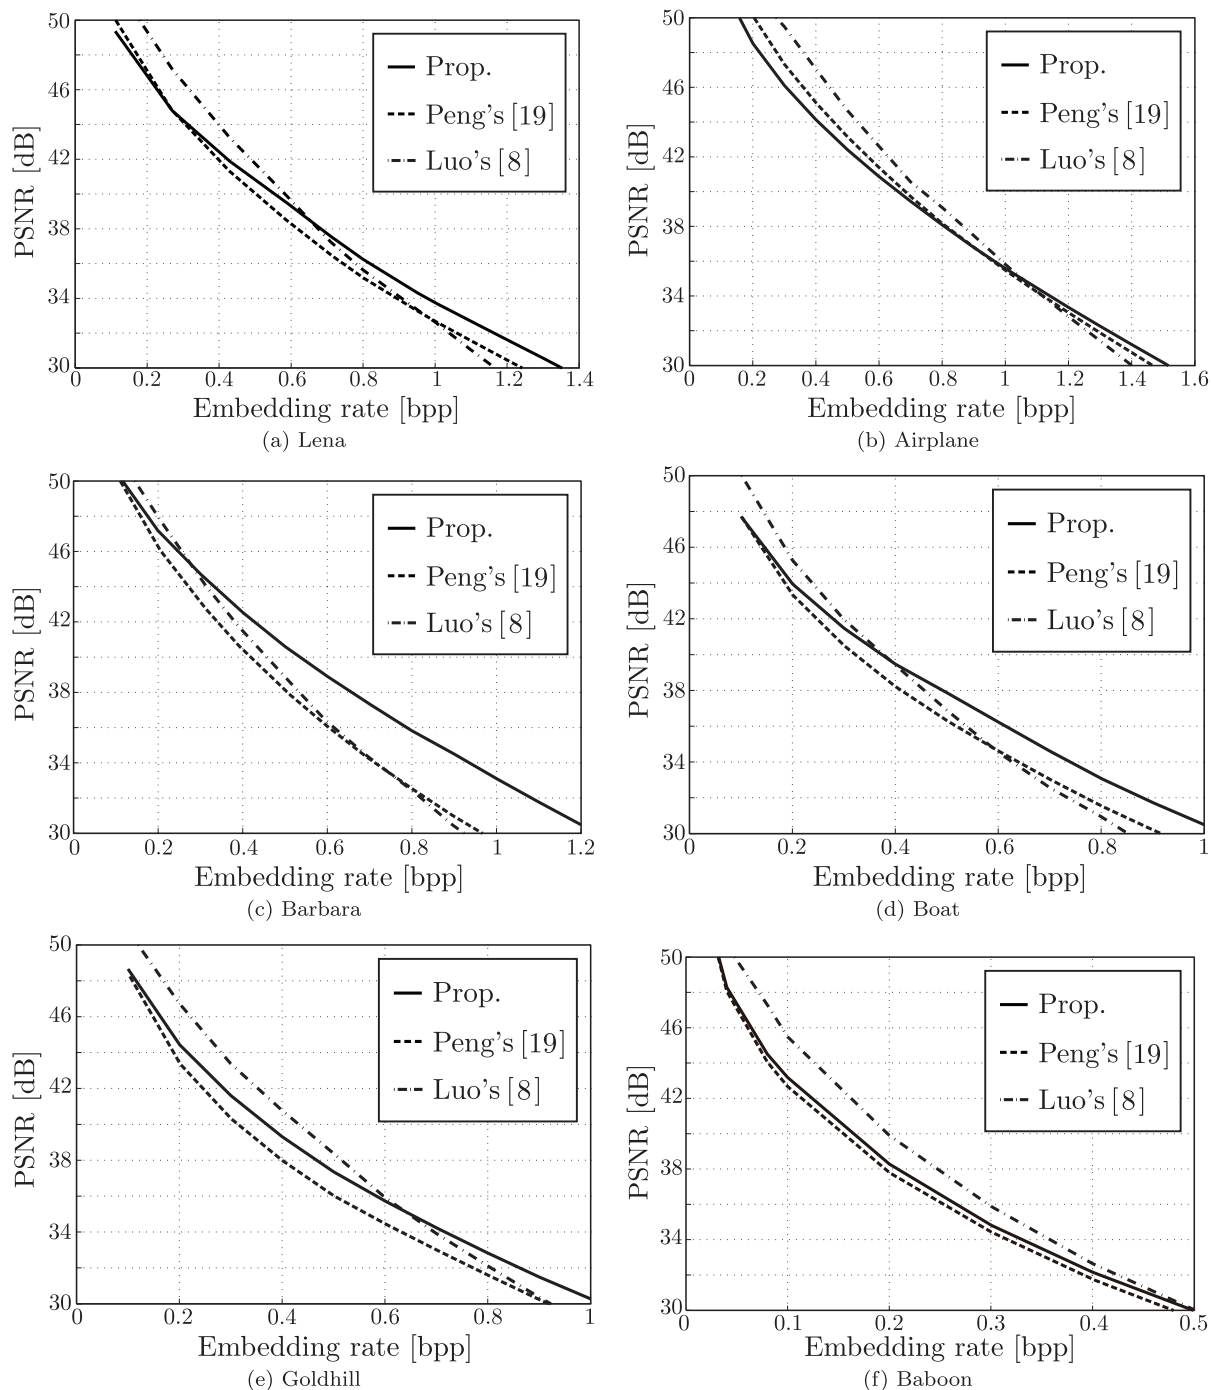 50
46
42
38
34
30
PSNR [dB]
Prop.
Peng's [19]
Luo's [8]
0 0.2 0.4 0.6 0.8 1 1.2 1.4
Embedding rate [bpp]
(a) Lena
50
46
42
38
34
30
PSNR [dB]
Prop.
Peng's [19]
Luo's [8]
0 0.2 0.4 0.6 0.8 1 1.2 1.4 1.6
Embedding rate [bpp]
(b) Airplane
50
46
42
38
34
30
PSNR [dB]
Prop.
Peng's [19]
Luo's [8]
0 0.2 0.4 0.6 0.8 1 1.2
Embedding rate [bpp]
(c) Barbara
50
46
42
38
34
30
PSNR [dB]
Prop.
Peng's [19]
Luo's [8]
0 0.2 0.4 0.6 0.8 1
Embedding rate [bpp]
(d) Boat
50
46
42
38
34
30
PSNR [dB]
Prop.
Peng's [19]
Luo's [8]
0 0.2 0.4 0.6 0.8 1
Embedding rate [bpp]
(e) Goldhill
50
46
42
38
34
30
PSNR [dB]
Prop.
Peng's [19]
Luo's [8]
0 0.1 0.2 0.3 0.4 0.5
Embedding rate [bpp]
(f) Baboon